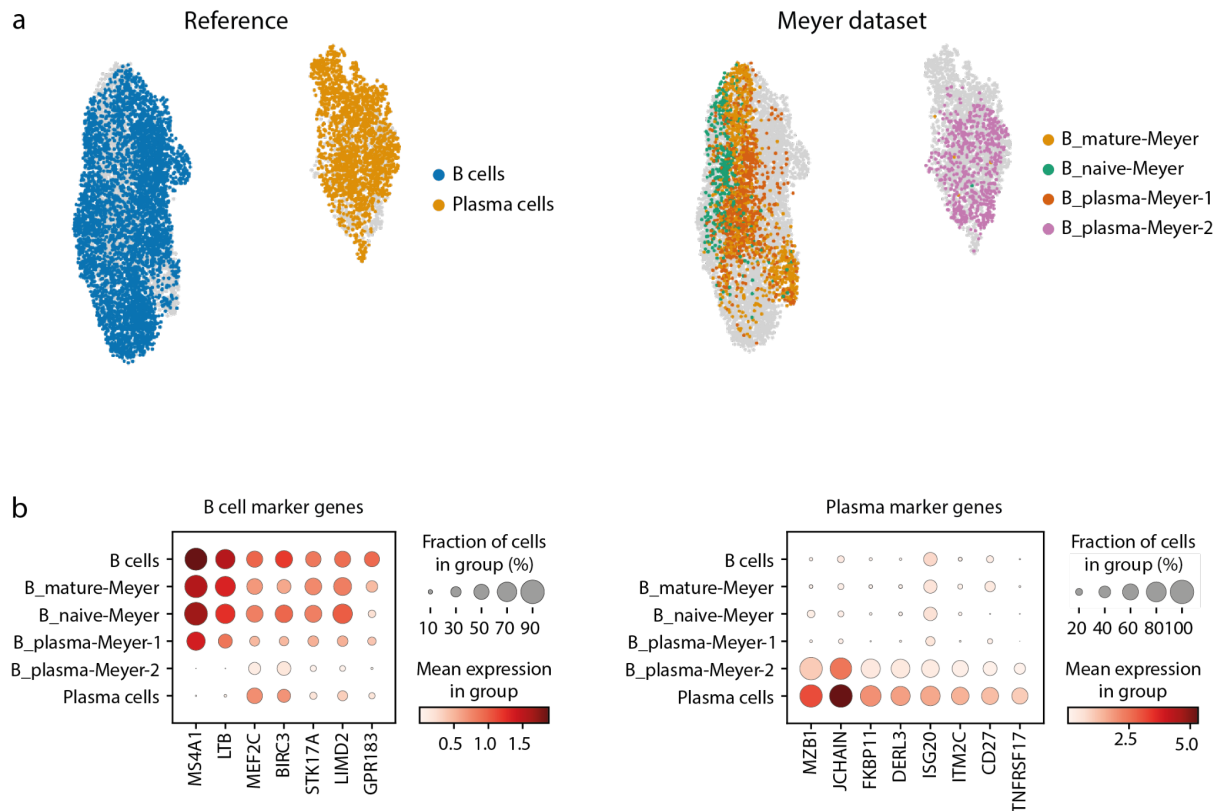 a
Reference
B cells
Plasma cells
Meyer dataset
B_mature-Meyer
B_naive-Meyer
B_plasma-Meyer-1
B_plasma-Meyer-2
b
B cell marker genes
B cells
B_mature-Meyer
B_naive-Meyer
B_plasma-Meyer-1
B_plasma-Meyer-2
Plasma cells
MS4A1
LTB
MEF2C
BIRC3
STK17A
LIMD2
GPR183
Fraction of cells
in group (%)
10 30 50 70 90
Mean expression
in group
0.5 1.0 1.5
Plasma marker genes
B cells
B_mature-Meyer
B_naive-Meyer
B_plasma-Meyer-1
B_plasma-Meyer-2
Plasma cells
MZB1
JCHAIN
FKBP11
DERL3
ISG20
ITM2C
CD27
TNFRSF17
Fraction of cells
in group (%)
20 40 60 80 100
Mean expression
in group
2.5 5.0